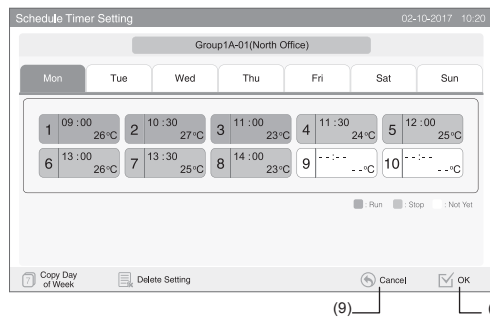 Schedule Timer Setting 02-10-2017 10:20
Group1A-01(North Office)
Mon Tue Wed Thu Fri Sat Sun
1 09:00 26°C 2 10:30 27°C 3 11:00 23°C 4 11:30 24°C 5 12:00 25°C
6 13:00 26°C 7 13:30 25°C 8 14:00 23°C 9 --:-- --°C 10 --:-- --°C
: Run : Stop : Not Yet
7 Copy Day of Week Delete Setting Cancel OK
(9) (